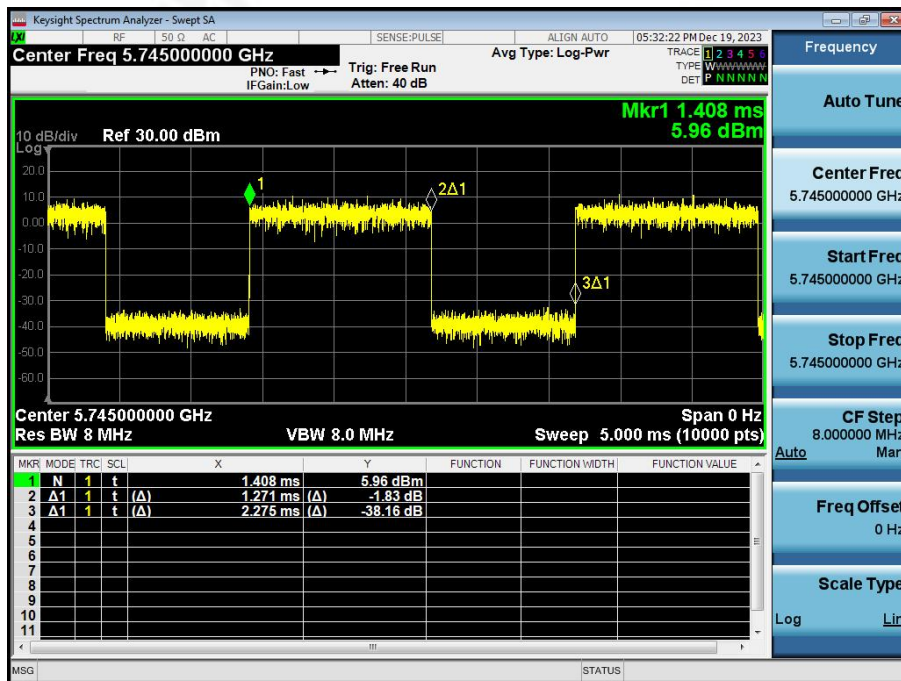 Keysight Spectrum Analyzer - Swept SA
LXI RF 50 Ω AC SENSE:PULSE ALIGN AUTO 05:32:22 PM Dec 19, 2023
Center Freq 5.745000000 GHz
PNO: Fast
IFGain:Low
Trig: Free Run
Atten: 40 dB
Avg Type: Log-Pwr
TRACE 1 2 3 4 5 6
TYPE WWWWWW
DET P N N N N N
Mkr1 1.408 ms
5.96 dBm
10 dB/div Ref 30.00 dBm
Log
20.0
10.0
0.00
-10.0
-20.0
-30.0
-40.0
-50.0
-60.0
1
2Δ1
3Δ1
Center 5.745000000 GHz Span 0 Hz
Res BW 8 MHz VBW 8.0 MHz Sweep 5.000 ms (10000 pts)
MKR MODE TRC SCL X Y FUNCTION FUNCTION WIDTH FUNCTION VALUE
1 N 1 t 1.408 ms 5.96 dBm
2 Δ1 1 t (Δ) 1.271 ms (Δ) -1.83 dB
3 Δ1 1 t (Δ) 2.275 ms (Δ) -38.16 dB
4
5
6
7
8
9
10
11
MSG STATUS
Frequency
Auto Tune
Center Freq
5.745000000 GHz
Start Freq
5.745000000 GHz
Stop Freq
5.745000000 GHz
CF Step
8.000000 MHz
Auto Man
Freq Offset
0 Hz
Scale Type
Log Lin